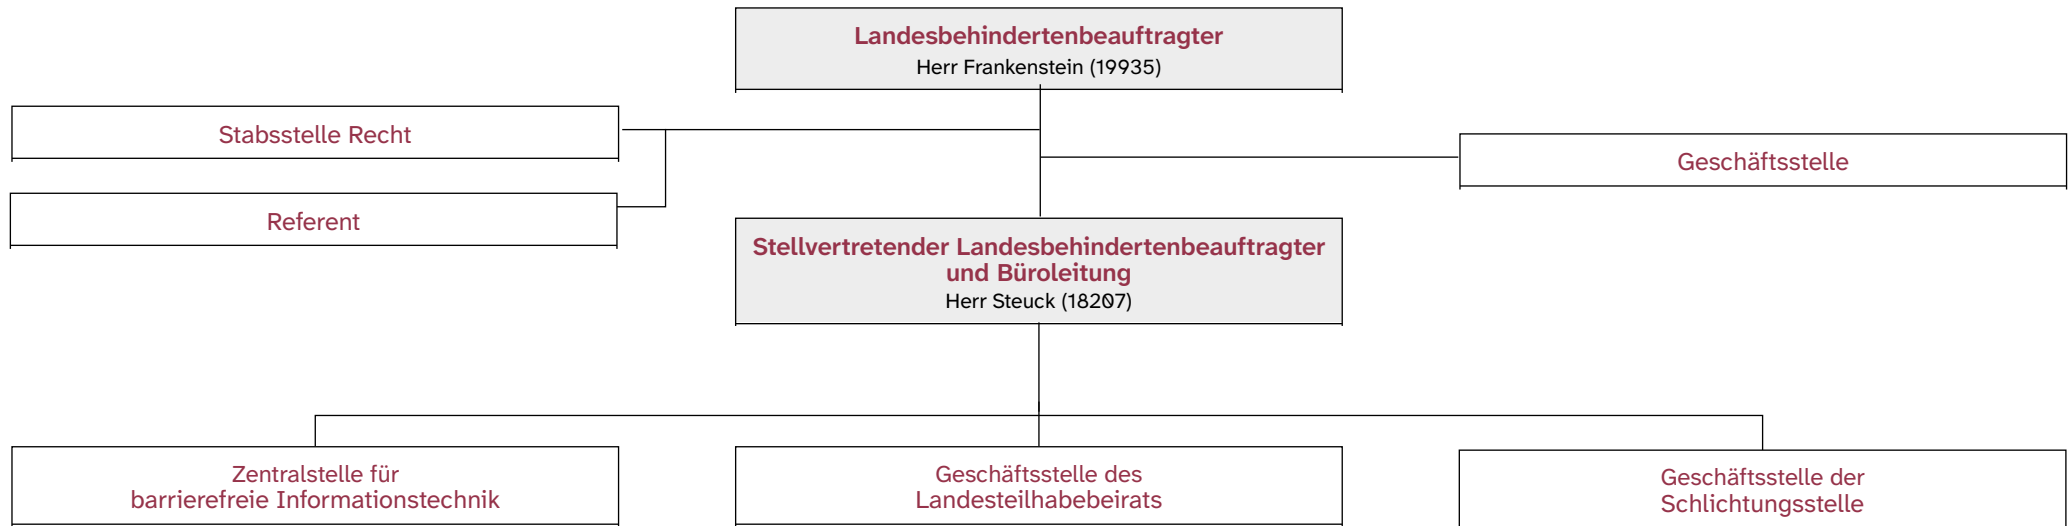 Landesbehindertenbeauftragter
Herr Frankenstein (19935)
Stabsstelle Recht
Geschäftsstelle
Referent
Stellvertretender Landesbehindertenbeauftragter
und Büroleitung
Herr Steuck (18207)
Zentralstelle für
barrierefreie Informationstechnik
Geschäftsstelle des
Landesteilhabebeirats
Geschäftsstelle der
Schlichtungsstelle